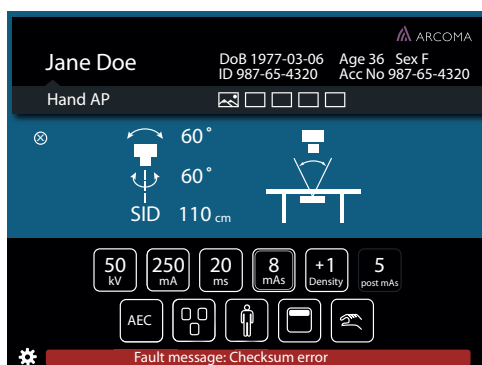 ARCOMA
Jane Doe
DoB 1977-03-06 Age 36 Sex F
ID 987-65-4320 Acc No 987-65-4320
Hand AP
60°
60°
SID 110 cm
50 250 20 8 +1 5
kV mA ms mAs Density post mAs
AEC
Fault message: Checksum error